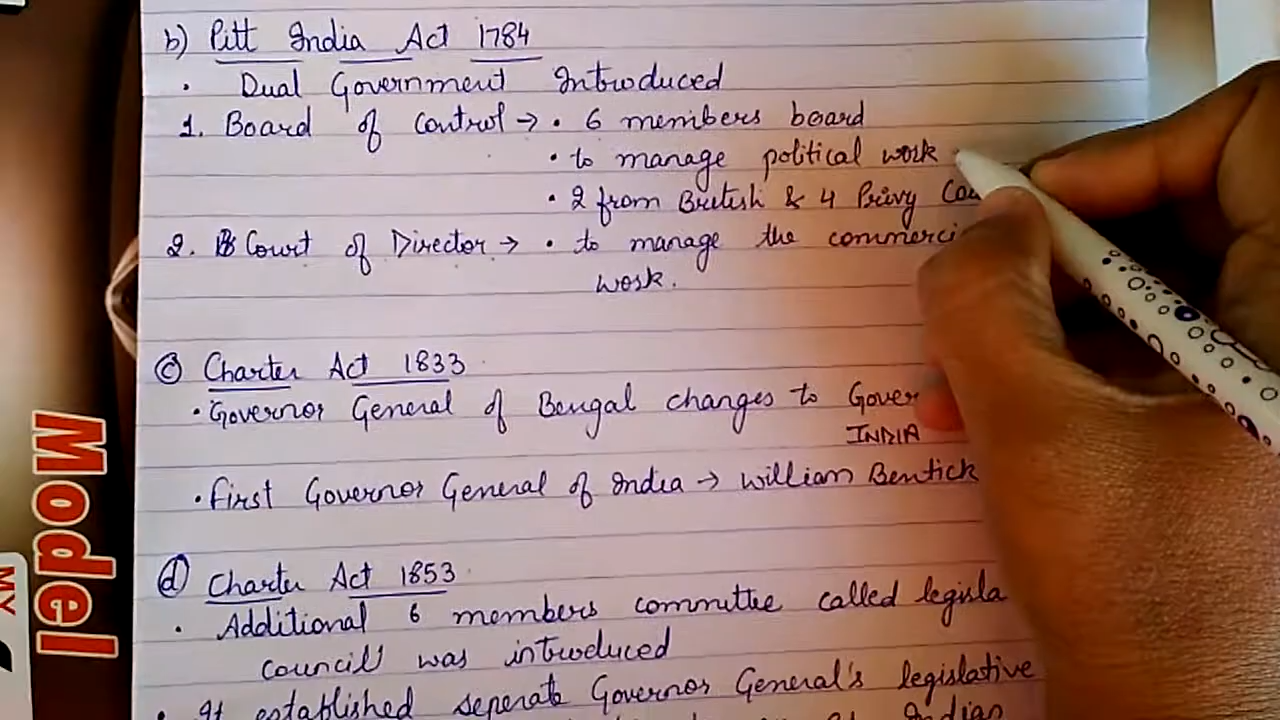 b) Pitt India Act 1784
. Dual Government Introduced
1. Board of Control → . 6 members board
. to manage political work
. 2 from British & 4 Privy
2. Court of Director → . to manage the
work.
c) Charter Act 1833
. Governor General of Bengal changes to
INDIA
. First Governor General of India → William Bentick
d) Charter Act 1853
. Additional 6 members committee called
council was introduced
. It established seperate Governor General's legislative
Indian
Model
MY